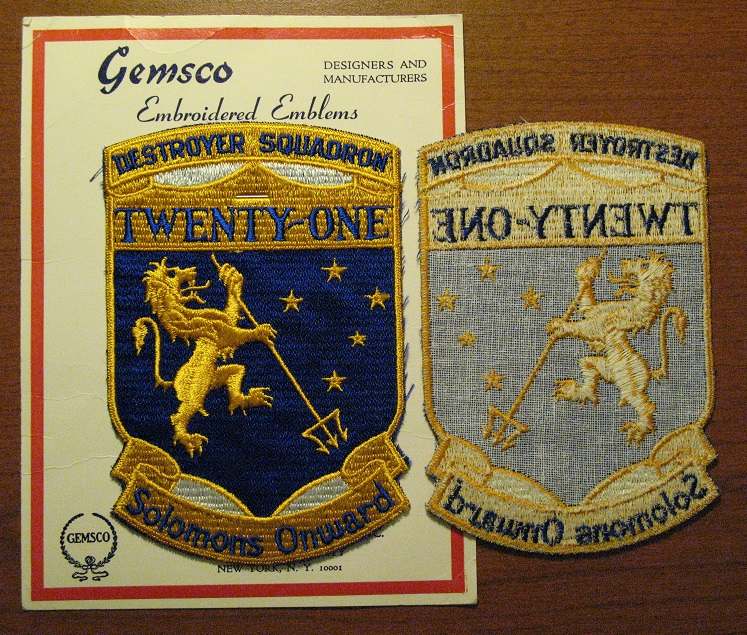 Gemsco
DESIGNERS AND
MANUFACTURERS
Embroidered Emblems
DESTROYER SQUADRON
TWENTY-ONE
Solomons Onward
GEMSCO
NEW YORK, N. Y. 10001
DESTROYER SQUADRON
TWENTY-ONE
Solomons Onward